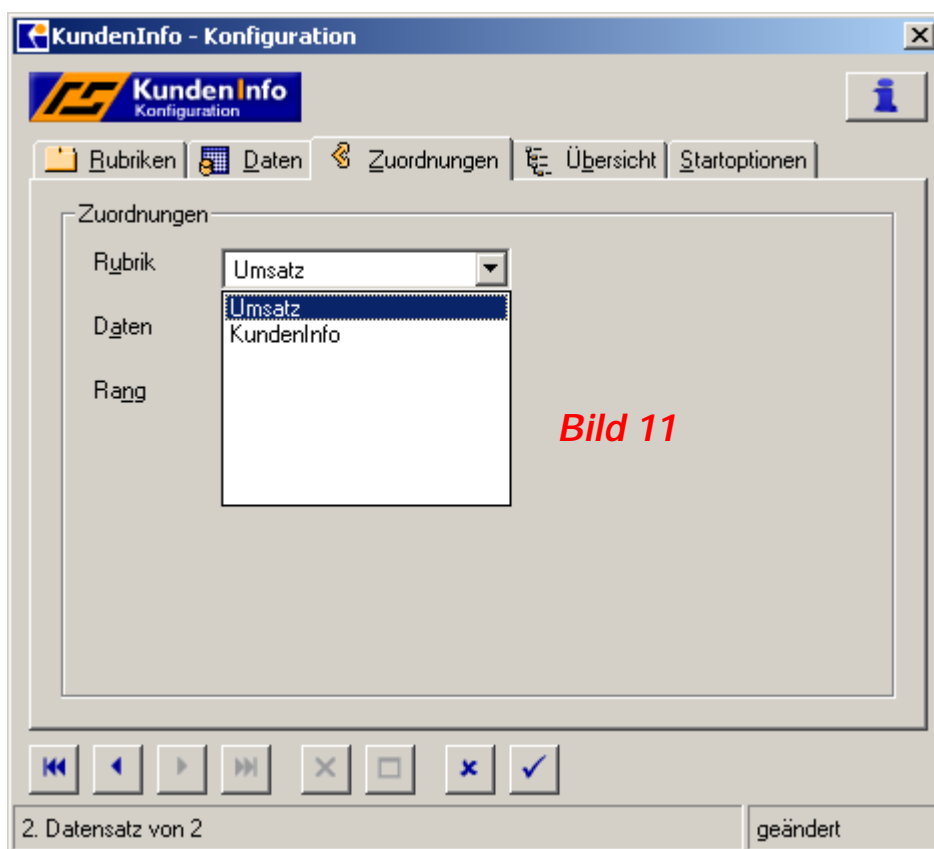 KundenInfo - Konfiguration
KundenInfo
Konfiguration
Rubriken Daten Zuordnungen Übersicht Startoptionen
Zuordnungen
Rubrik Umsatz
Umsatz
KundenInfo
Daten
Rang
Bild 11
2. Datensatz von 2 geändert